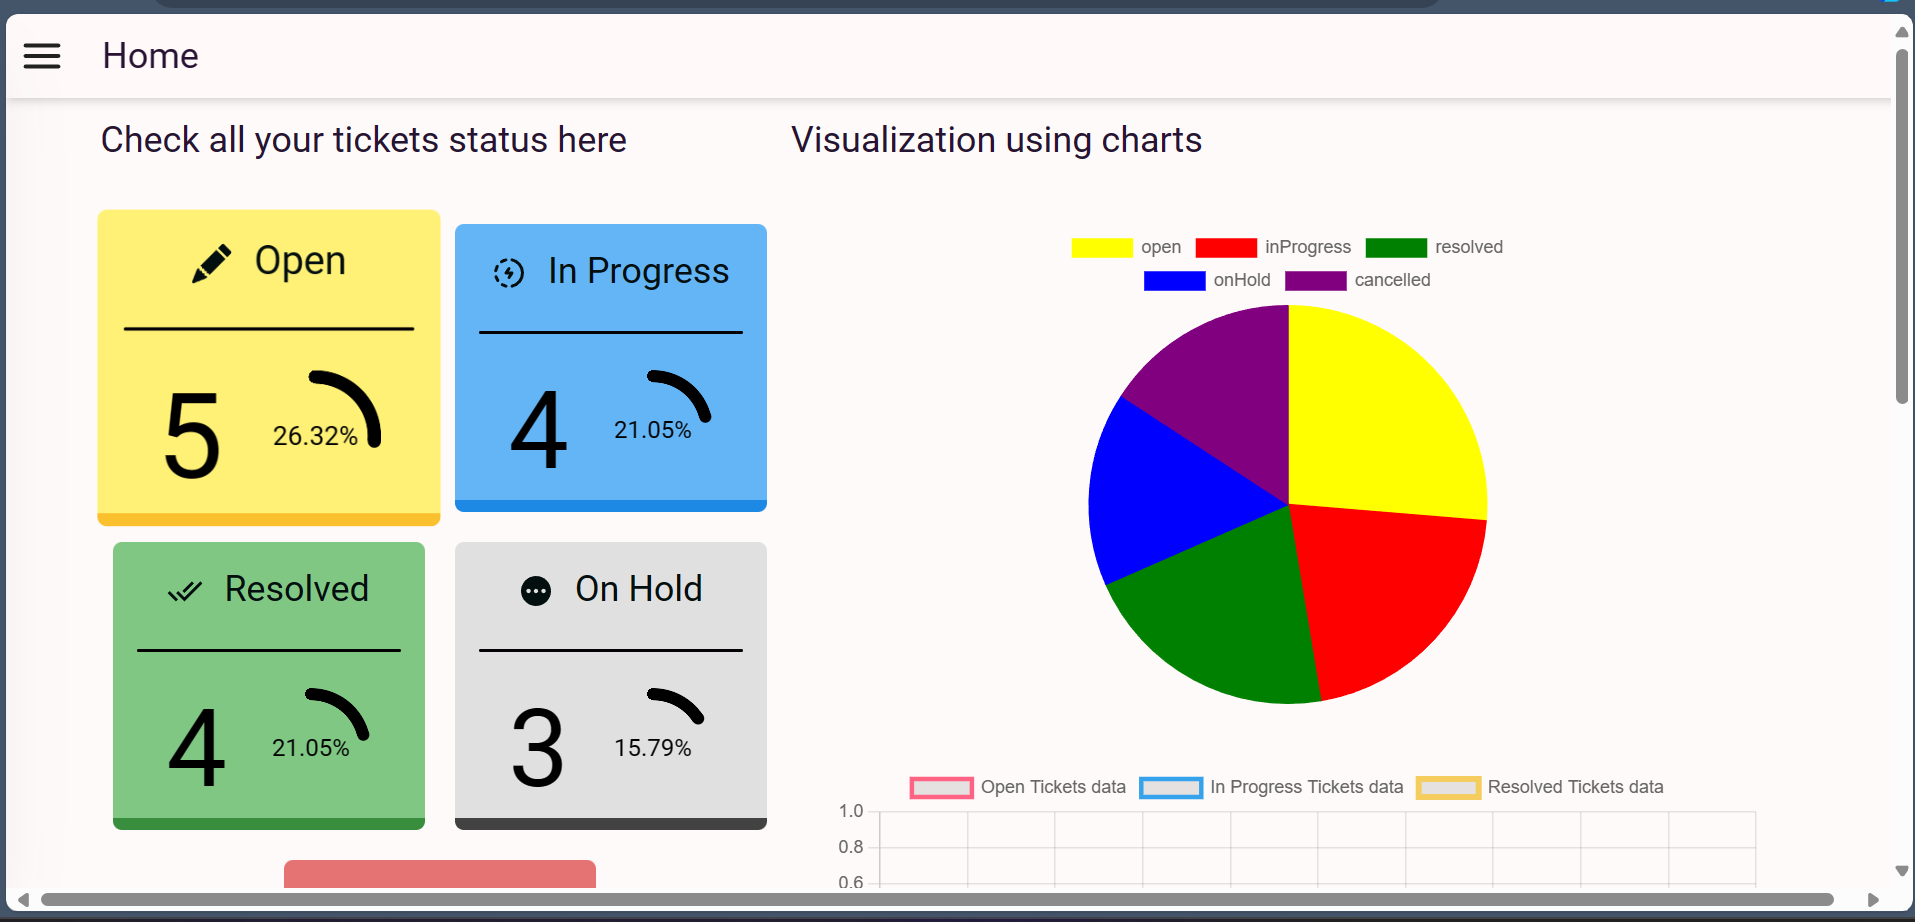 Home
Check all your tickets status here
Open
5
26.32%
In Progress
4
21.05%
Resolved
4
21.05%
On Hold
3
15.79%
Visualization using charts
open inProgress resolved
onHold cancelled
Open Tickets data In Progress Tickets data Resolved Tickets data
1.0
0.8
0.6